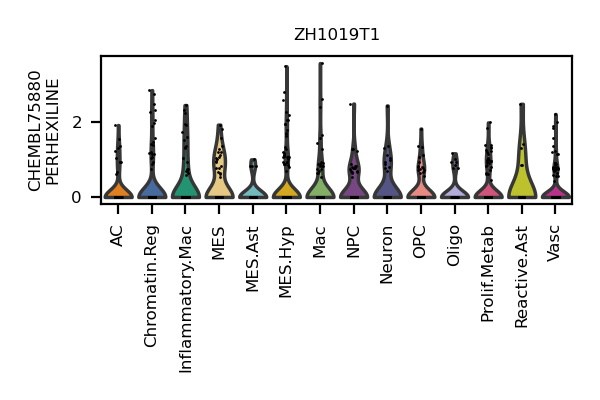 ZH1019T1
CHEMBL75880
PERHEXILINE
2
0
AC
Chromatin.Reg
Inflammatory.Mac
MES
MES.Ast
MES.Hyp
Mac
NPC
Neuron
OPC
Oligo
Prolif.Metab
Reactive.Ast
Vasc